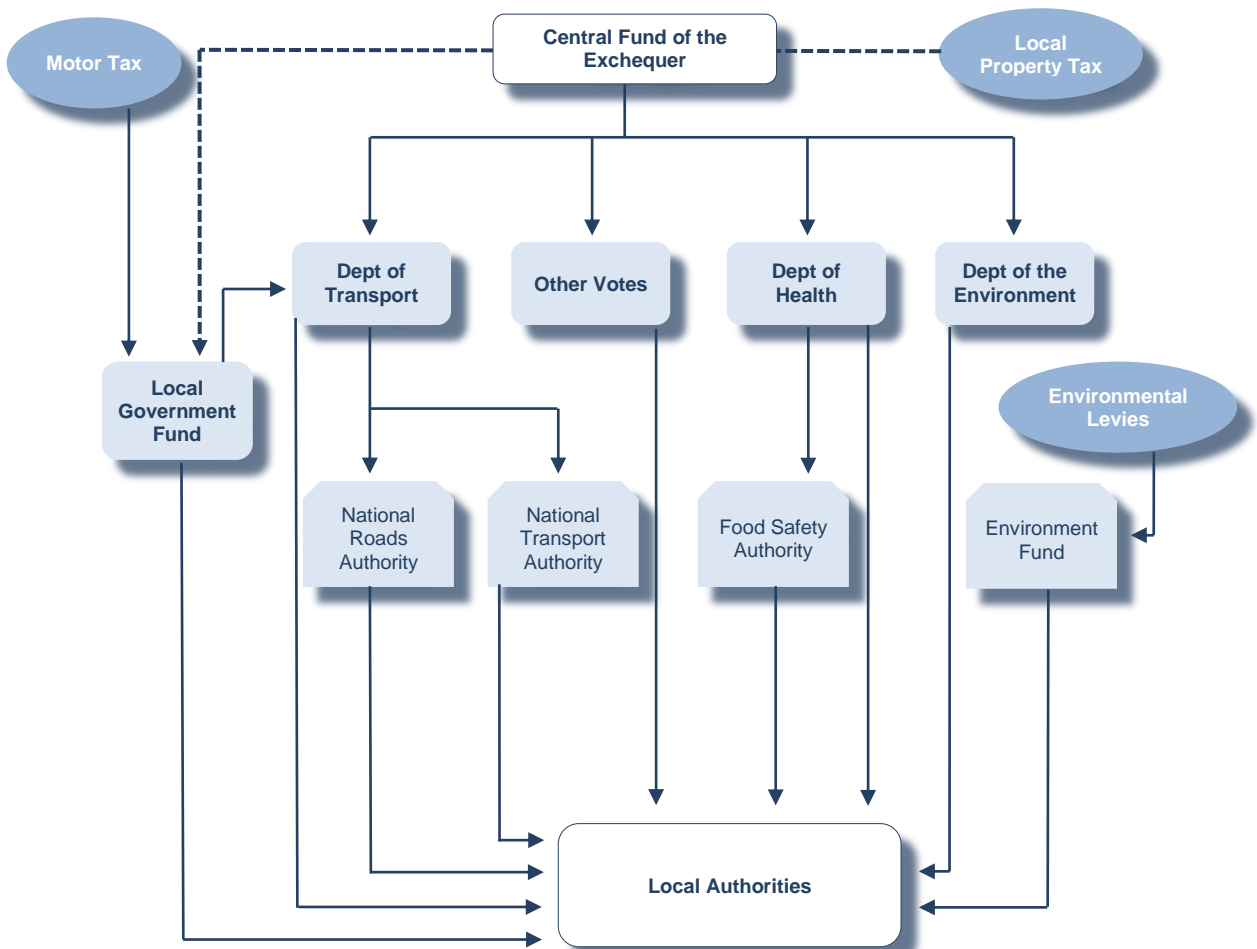 Central Fund of the
Exchequer
Motor Tax
Local
Property Tax
Dept of
Transport
Other Votes
Dept of
Health
Dept of the
Environment
Local
Government
Fund
Environmental
Levies
National
Roads
Authority
National
Transport
Authority
Food Safety
Authority
Environment
Fund
Local Authorities